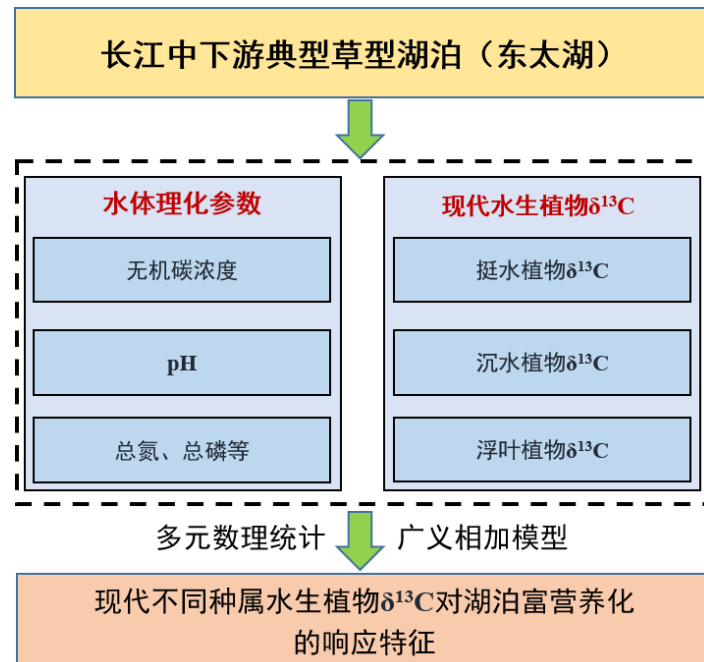 长江中下游典型草型湖泊（东太湖）
水体理化参数
无机碳浓度
pH
总氮、总磷等
现代水生植物δ¹³C
挺水植物δ¹³C
沉水植物δ¹³C
浮叶植物δ¹³C
多元数理统计
广义相加模型
现代不同种属水生植物δ¹³C对湖泊富营养化
的响应特征